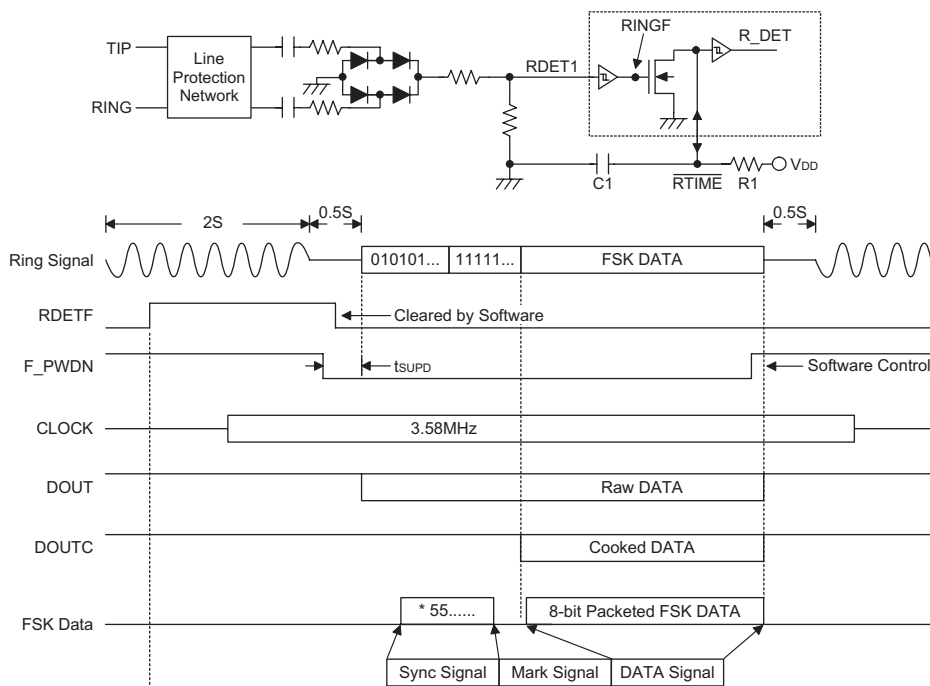 TIP
RING
Line
Protection
Network
RDET1
RINGF
R_DET
C1
RTIME
R1
VDD
2S
0.5S
0.5S
Ring Signal
010101...
11111...
FSK DATA
RDETF
Cleared by Software
F_PWDN
tSUPD
Software Control
CLOCK
3.58MHz
DOUT
Raw DATA
DOUTC
Cooked DATA
FSK Data
* 55......
8-bit Packeted FSK DATA
Sync Signal
Mark Signal
DATA Signal